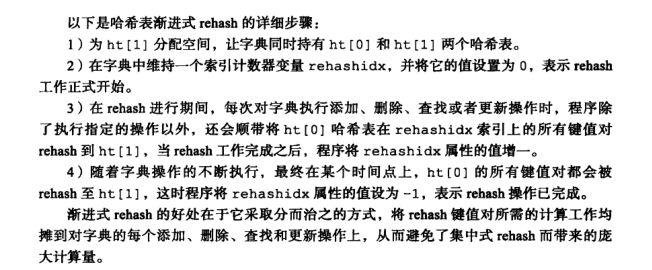 以下是哈希表渐进式 rehash 的详细步骤：
1）为 ht[1] 分配空间，让字典同时持有 ht[0] 和 ht[1] 两个哈希表。
2）在字典中维持一个索引计数器变量 rehashidx，并将它的值设置为 0，表示 rehash
工作正式开始。
3）在 rehash 进行期间，每次对字典执行添加、删除、查找或者更新操作时，程序除
了执行指定的操作以外，还会顺带将 ht[0] 哈希表在 rehashidx 索引上的所有键值对
rehash 到 ht[1]，当 rehash 工作完成之后，程序将 rehashidx 属性的值增一。
4）随着字典操作的不断执行，最终在某个时间点上，ht[0] 的所有键值对都会被
rehash 至 ht[1]，这时程序将 rehashidx 属性的值设为 -1，表示 rehash 操作已完成。
渐进式 rehash 的好处在于它采取分而治之的方式，将 rehash 键值对所需的计算工作均
摊到对字典的每个添加、删除、查找和更新操作上，从而避免了集中式 rehash 而带来的庞
大计算量。